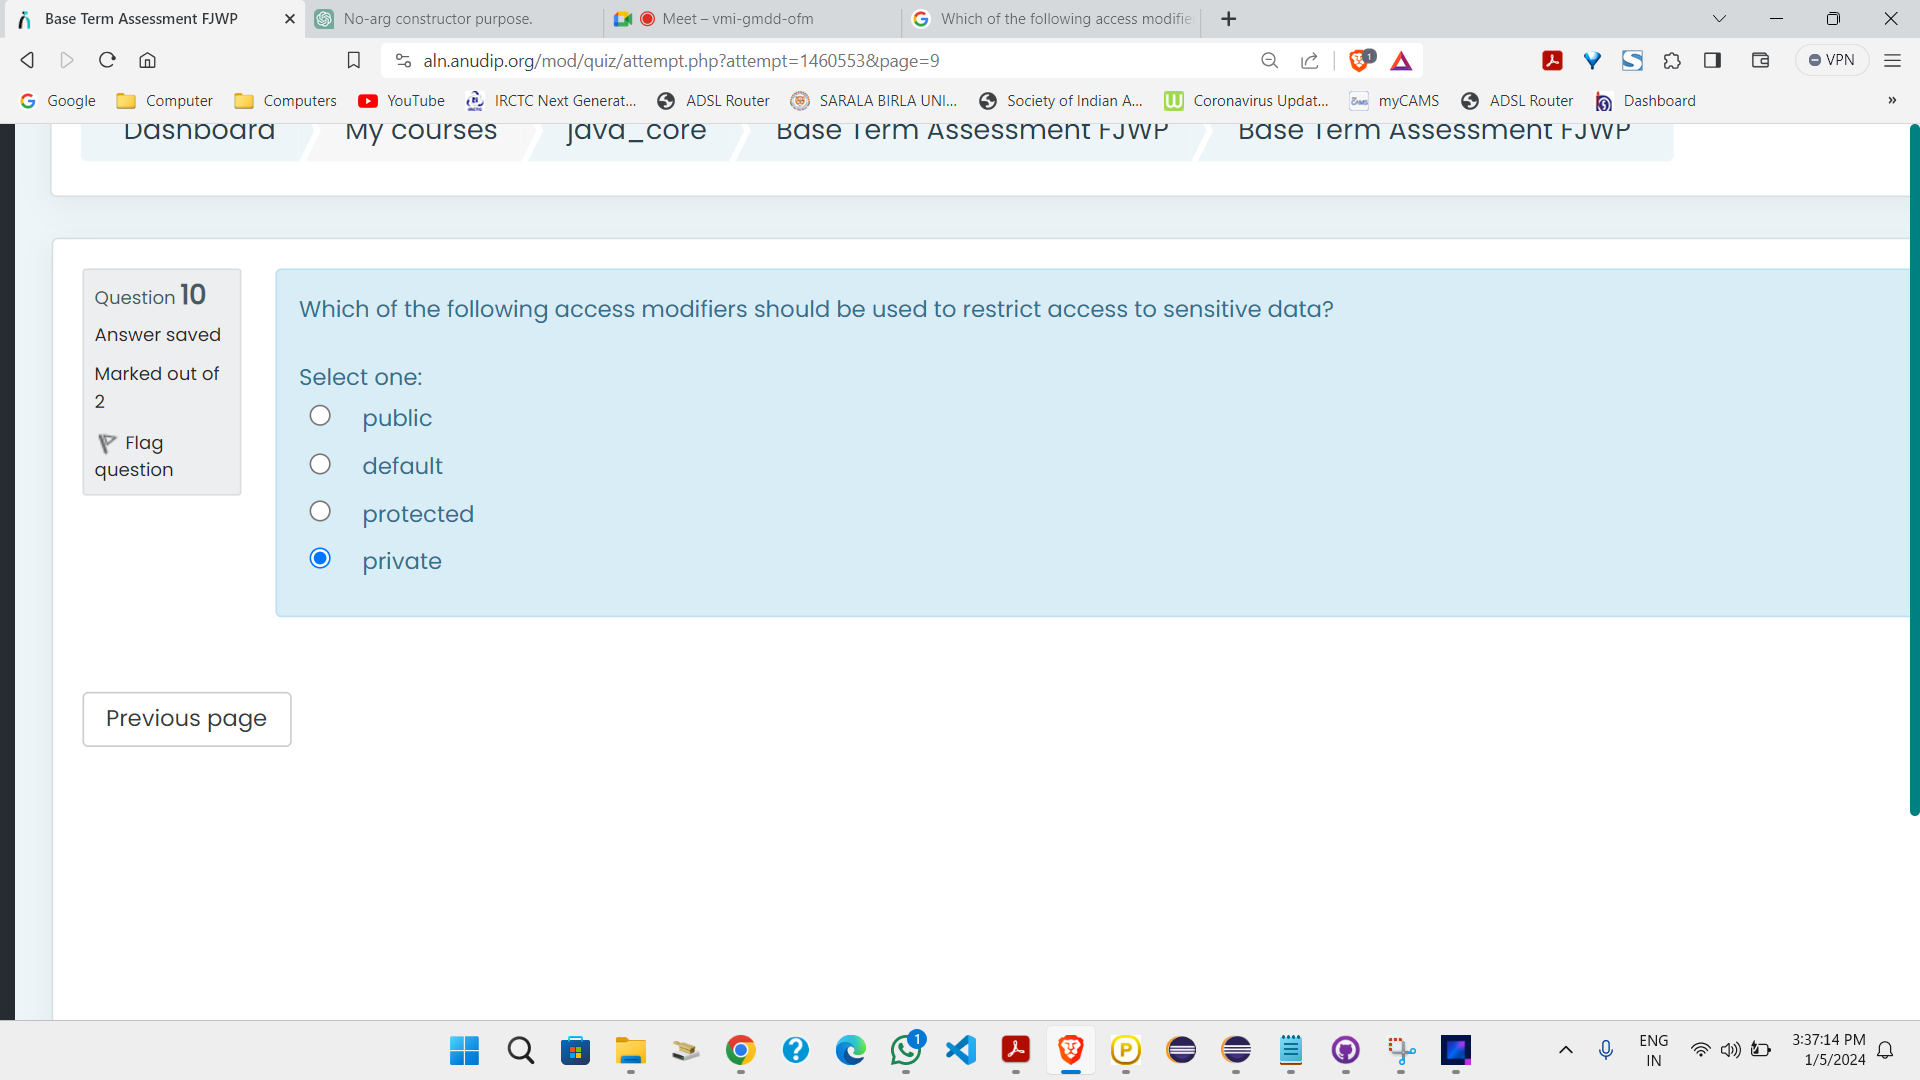 Base Term Assessment FJWP
No-arg constructor purpose.
Meet – vmi-gmdd-ofm
Which of the following access modifie
aln.anudip.org/mod/quiz/attempt.php?attempt=1460553&page=9
1
VPN
Google
Computer
Computers
YouTube
IRCTC Next Generat...
ADSL Router
SARALA BIRLA UNI...
Society of Indian A...
Coronavirus Updat...
myCAMS
ADSL Router
Dashboard
»
Dashboard
My courses
java_core
Base Term Assessment FJWP
Base Term Assessment FJWP
Question 10
Answer saved
Marked out of
2
Flag
question
Which of the following access modifiers should be used to restrict access to sensitive data?
Select one:
public
default
protected
private
Previous page
1
ENG
IN
3:37:14 PM
1/5/2024